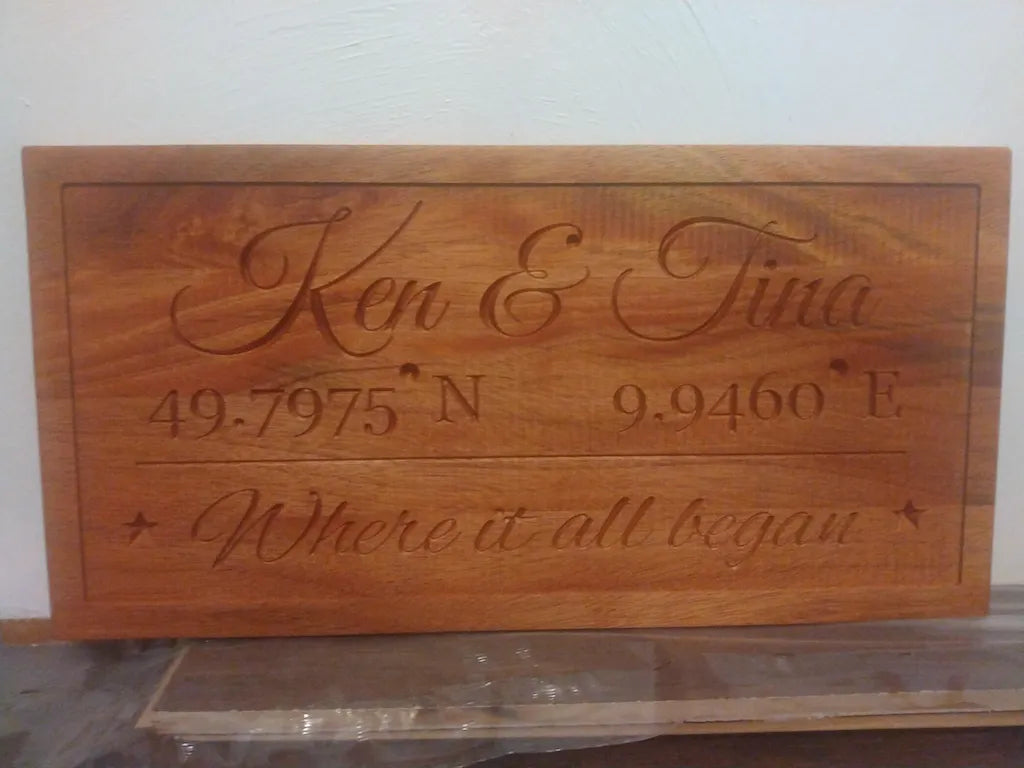 Ken & Tina
49.7975° N 9.9460° E
Where it all began